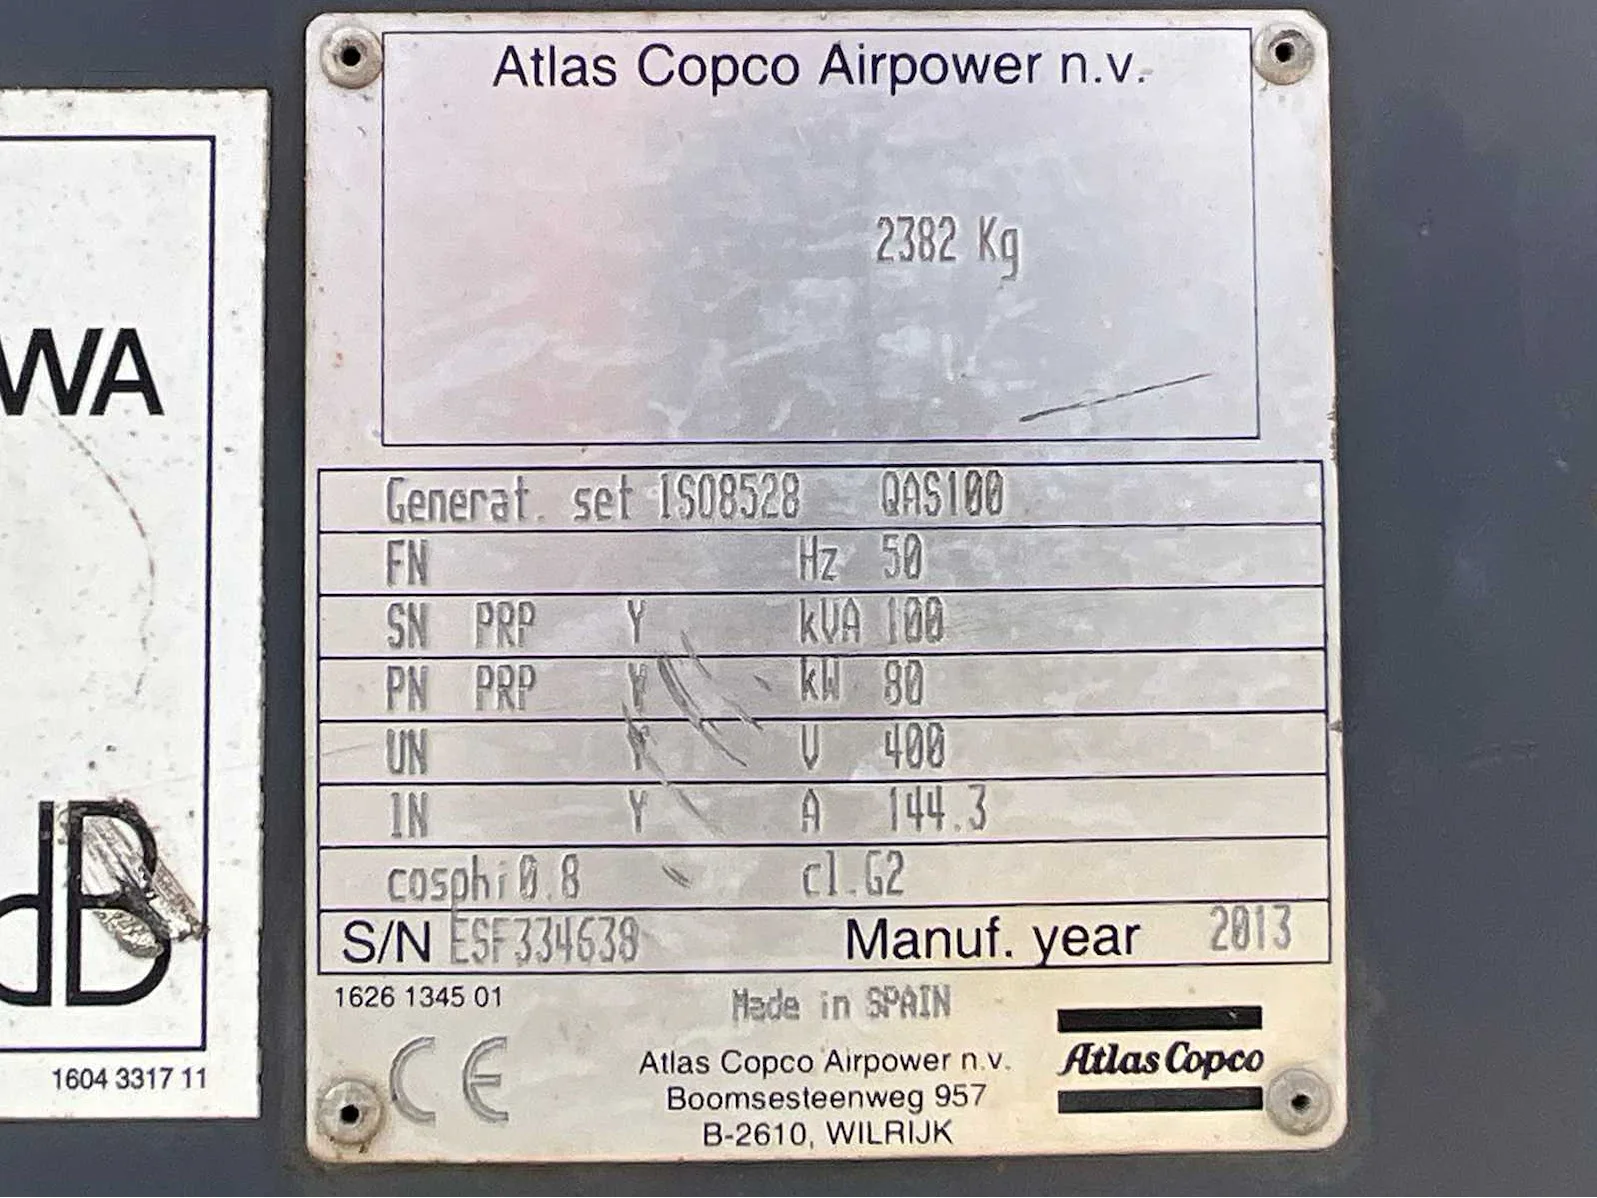 WA
dB
1604 3317 11
Atlas Copco Airpower n.v.
2382 Kg
Generat. set ISO8528 QAS100
FN Hz 50
SN PRP Y kVA 100
PN PRP Y kW 80
UN Y V 400
IN Y A 144.3
cosphi 0.8 cl.G2
S/N ESF334638 Manuf. year 2013
1626 1345 01
Made in SPAIN
CE
Atlas Copco Airpower n.v.
Boomsesteenweg 957
B-2610, WILRIJK
Atlas Copco